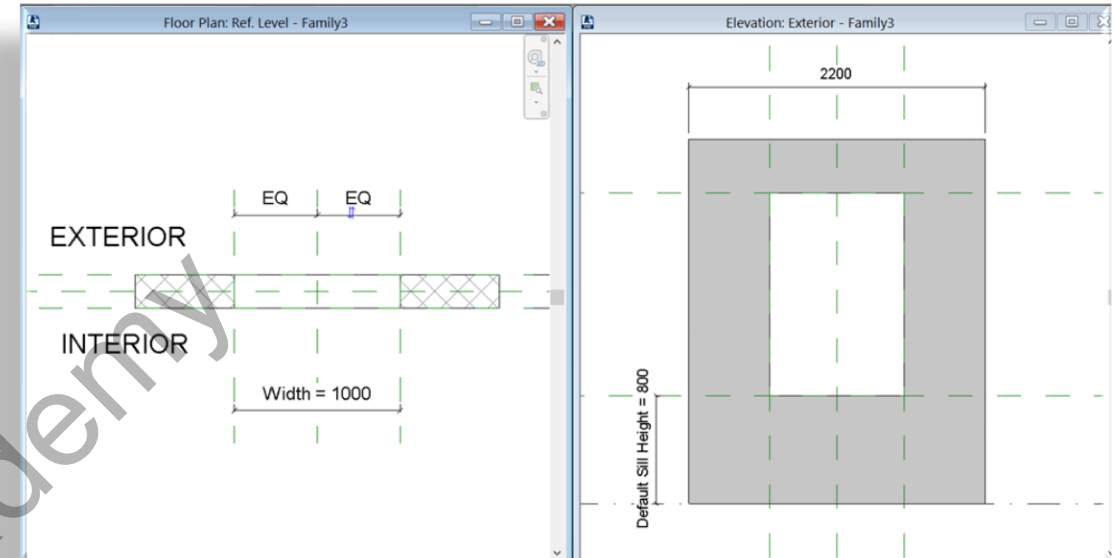 Floor Plan: Ref. Level - Family3
EQ EQ
EXTERIOR
INTERIOR
Width = 1000
Elevation: Exterior - Family3
2200
Default Sill Height = 800
demy